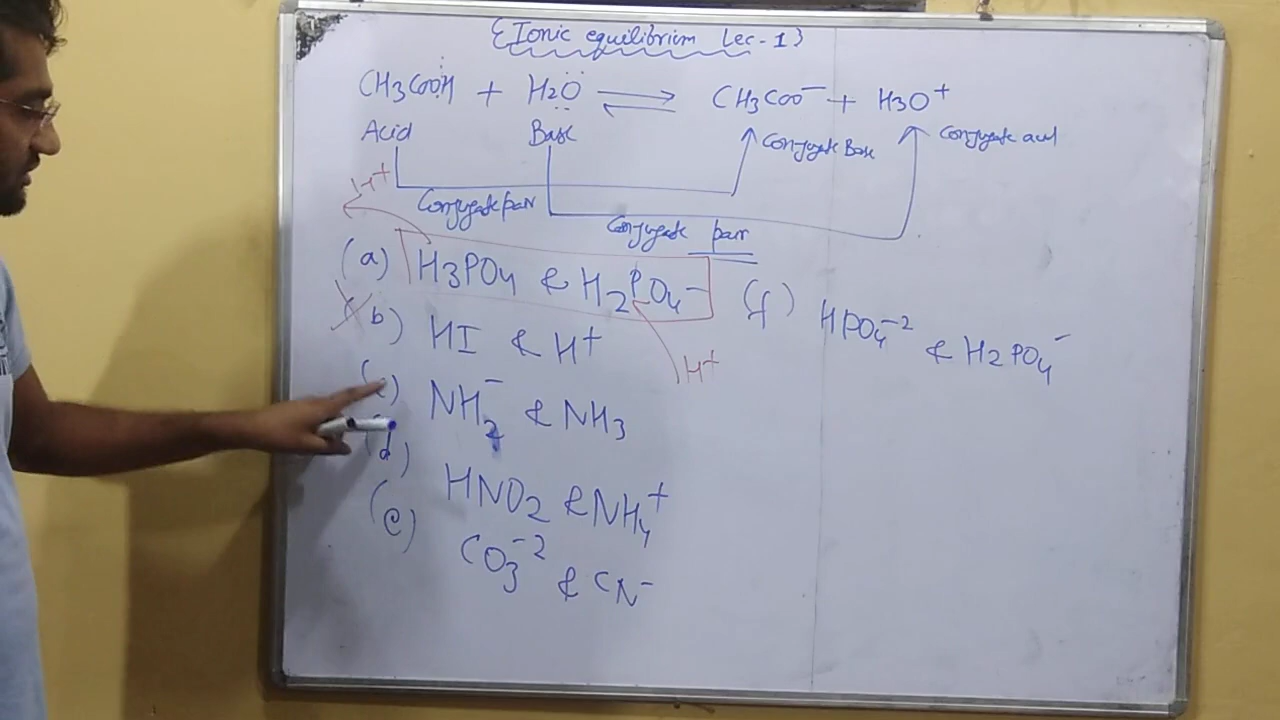 {Ionic equilibrium Lec-1}
CH3COOH + H2O ⇌ CH3COO⁻ + H3O⁺
Acid Base Conjugate Base Conjugate acid
H⁺ Conjugate pair
Conjugate pair
(a) H3PO4 & H2PO4⁻
(b) HI & H⁺
H⁺
(c) NH2⁻ & NH3
(d) HNO2 & NH4⁺
(e) CO3⁻² & CN⁻
(f) HPO4⁻² & H2PO4⁻